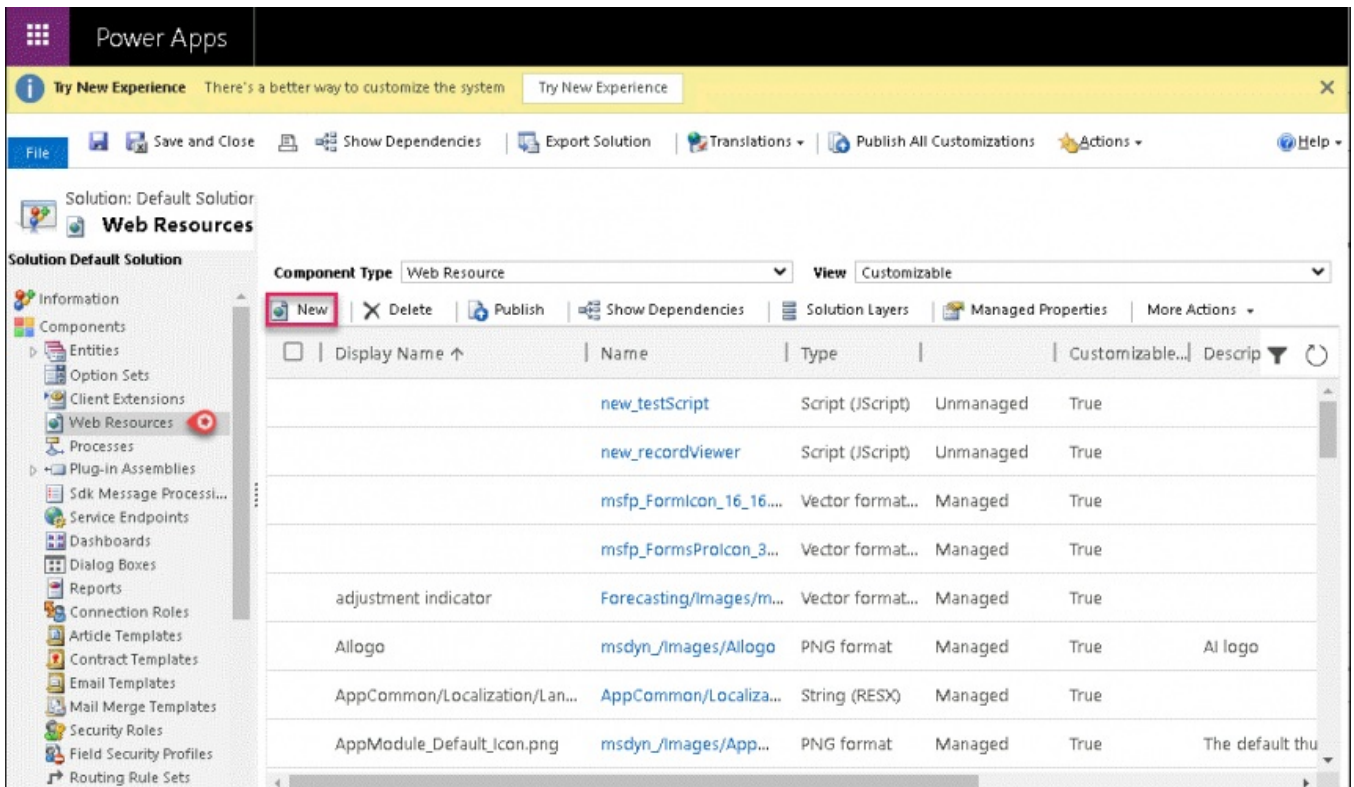 Power Apps
Try New Experience There's a better way to customize the system Try New Experience
File Save and Close Show Dependencies Export Solution Translations Publish All Customizations Actions Help
Solution: Default Solution
Web Resources
Solution Default Solution
Component Type Web Resource View Customizable
Information
New Delete Publish Show Dependencies Solution Layers Managed Properties More Actions
Components
Entities
Option Sets
Client Extensions
Web Resources
Processes
Plug-in Assemblies
Sdk Message Processi...
Service Endpoints
Dashboards
Dialog Boxes
Reports
Connection Roles
Article Templates
Contract Templates
Email Templates
Mail Merge Templates
Security Roles
Field Security Profiles
Routing Rule Sets
Display Name ↑ Name Type Customizable... Descrip
new_testScript Script (JScript) Unmanaged True
new_recordViewer Script (JScript) Unmanaged True
msfp_FormIcon_16_16.... Vector format... Managed True
msfp_FormsProIcon_3... Vector format... Managed True
adjustment indicator Forecasting/Images/m... Vector format... Managed True
AIlogo msdyn_/Images/AIlogo PNG format Managed True AI logo
AppCommon/Localization/Lan... AppCommon/Localiza... String (RESX) Managed True
AppModule_Default_Icon.png msdyn_/Images/App... PNG format Managed True The default thu